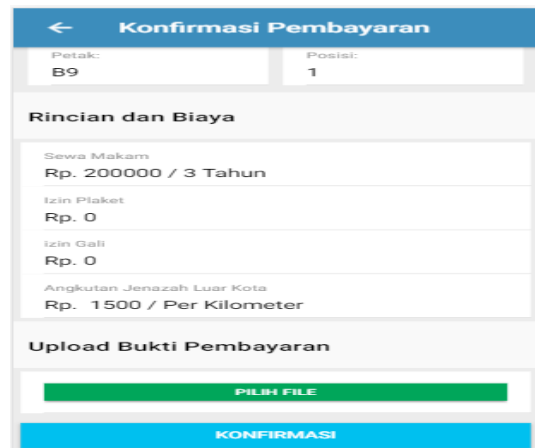 Konfirmasi Pembayaran
Petak:
B9
Posisi:
1
Rincian dan Biaya
Sewa Makam
Rp. 200000 / 3 Tahun
Izin Plaket
Rp. 0
izin Gali
Rp. 0
Angkutan Jenazah Luar Kota
Rp. 1500 / Per Kilometer
Upload Bukti Pembayaran
PILIH FILE
KONFIRMASI